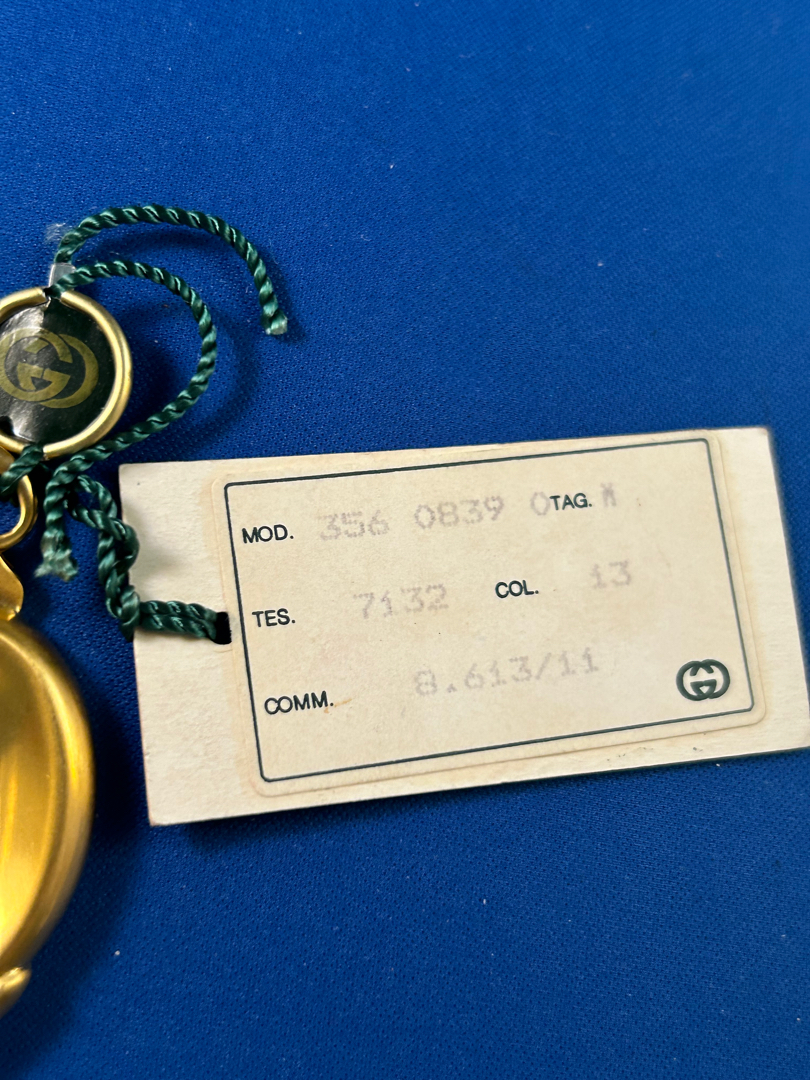 MOD. 356 0839 0 TAG. M
TES. 7132 COL. 13
COMM. 8.613/11